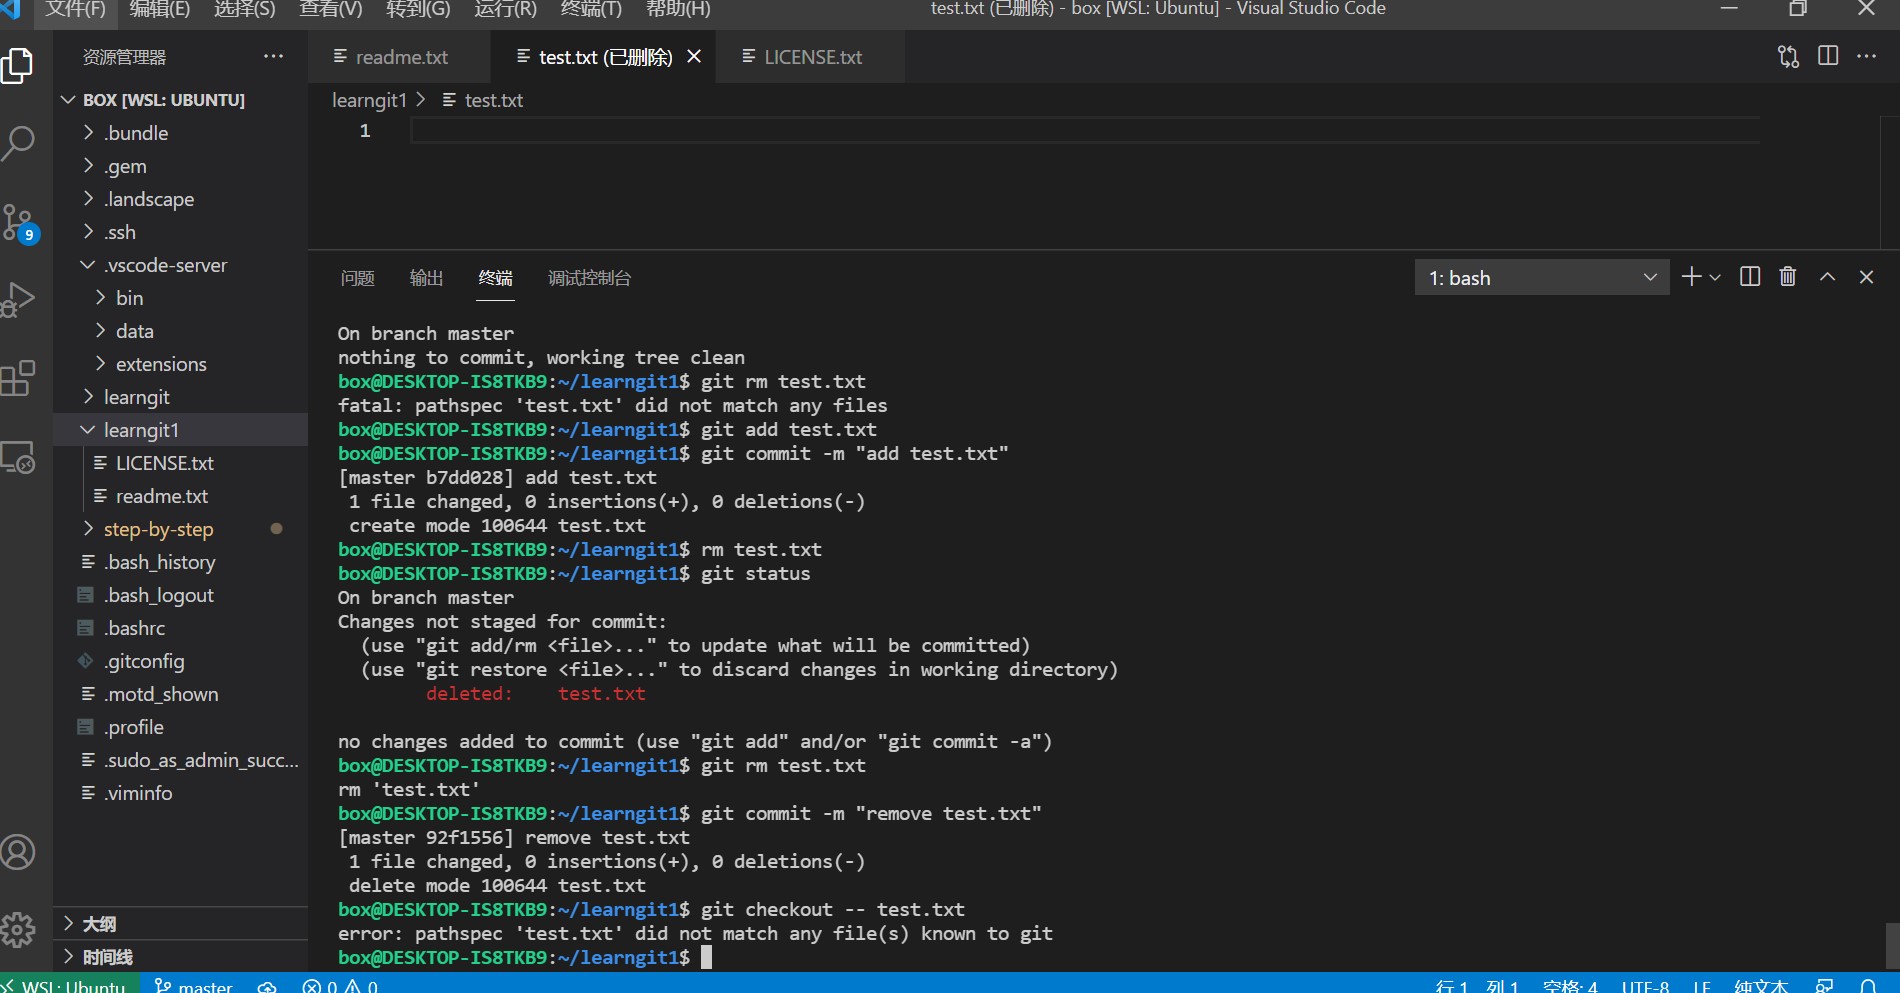 文件(F) 编辑(E) 选择(S) 查看(V) 转到(G) 运行(R) 终端(T) 帮助(H) test.txt (已删除) - box [WSL: Ubuntu] - Visual Studio Code
资源管理器 ···
readme.txt test.txt (已删除) LICENSE.txt
BOX [WSL: UBUNTU]
.bundle
.gem
.landscape
.ssh
.vscode-server
bin
data
extensions
learngit
learngit1
LICENSE.txt
readme.txt
step-by-step
.bash_history
.bash_logout
.bashrc
.gitconfig
.motd_shown
.profile
.sudo_as_admin_succ...
.viminfo
大纲
时间线
9
learngit1 > test.txt
1
问题 输出 终端 调试控制台 1: bash
On branch master
nothing to commit, working tree clean
box@DESKTOP-IS8TKB9:~/learngit1$ git rm test.txt
fatal: pathspec 'test.txt' did not match any files
box@DESKTOP-IS8TKB9:~/learngit1$ git add test.txt
box@DESKTOP-IS8TKB9:~/learngit1$ git commit -m "add test.txt"
[master b7dd028] add test.txt
 1 file changed, 0 insertions(+), 0 deletions(-)
 create mode 100644 test.txt
box@DESKTOP-IS8TKB9:~/learngit1$ rm test.txt
box@DESKTOP-IS8TKB9:~/learngit1$ git status
On branch master
Changes not staged for commit:
  (use "git add/rm <file>..." to update what will be committed)
  (use "git restore <file>..." to discard changes in working directory)
        deleted:    test.txt
no changes added to commit (use "git add" and/or "git commit -a")
box@DESKTOP-IS8TKB9:~/learngit1$ git rm test.txt
rm 'test.txt'
box@DESKTOP-IS8TKB9:~/learngit1$ git commit -m "remove test.txt"
[master 92f1556] remove test.txt
 1 file changed, 0 insertions(+), 0 deletions(-)
 delete mode 100644 test.txt
box@DESKTOP-IS8TKB9:~/learngit1$ git checkout -- test.txt
error: pathspec 'test.txt' did not match any file(s) known to git
box@DESKTOP-IS8TKB9:~/learngit1$
WSL: Ubuntu master 0 0 行 1, 列 1 空格: 4 UTF-8 LF 纯文本